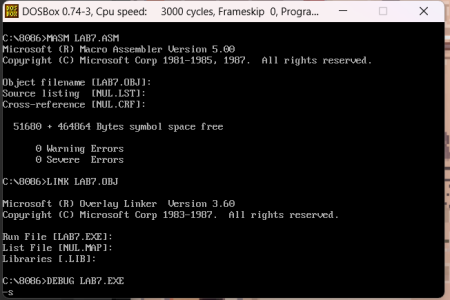 DOSBox 0.74-3, Cpu speed:    3000 cycles, Frameskip  0, Progra...
C:\8086>MASM LAB7.ASM
Microsoft (R) Macro Assembler Version 5.00
Copyright (C) Microsoft Corp 1981-1985, 1987.  All rights reserved.
Object filename [LAB7.OBJ]:
Source listing  [NUL.LST]:
Cross-reference [NUL.CRF]:
51680 + 464864 Bytes symbol space free
0 Warning Errors
0 Severe  Errors
C:\8086>LINK LAB7.OBJ
Microsoft (R) Overlay Linker  Version 3.60
Copyright (C) Microsoft Corp 1983-1987.  All rights reserved.
Run File [LAB7.EXE]:
List File [NUL.MAP]:
Libraries [.LIB]:
C:\8086>DEBUG LAB7.EXE
-s